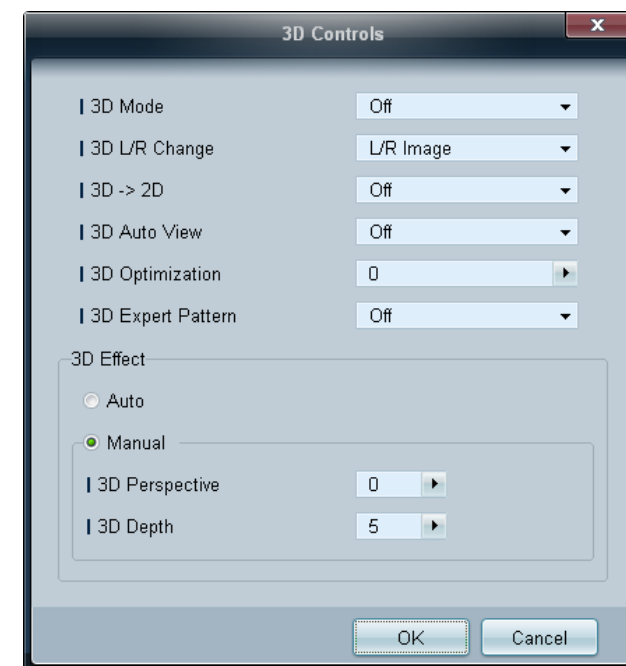 3D Controls
3D Mode Off
3D L/R Change L/R Image
3D -> 2D Off
3D Auto View Off
3D Optimization 0
3D Expert Pattern Off
3D Effect
Auto
Manual
3D Perspective 0
3D Depth 5
OK Cancel